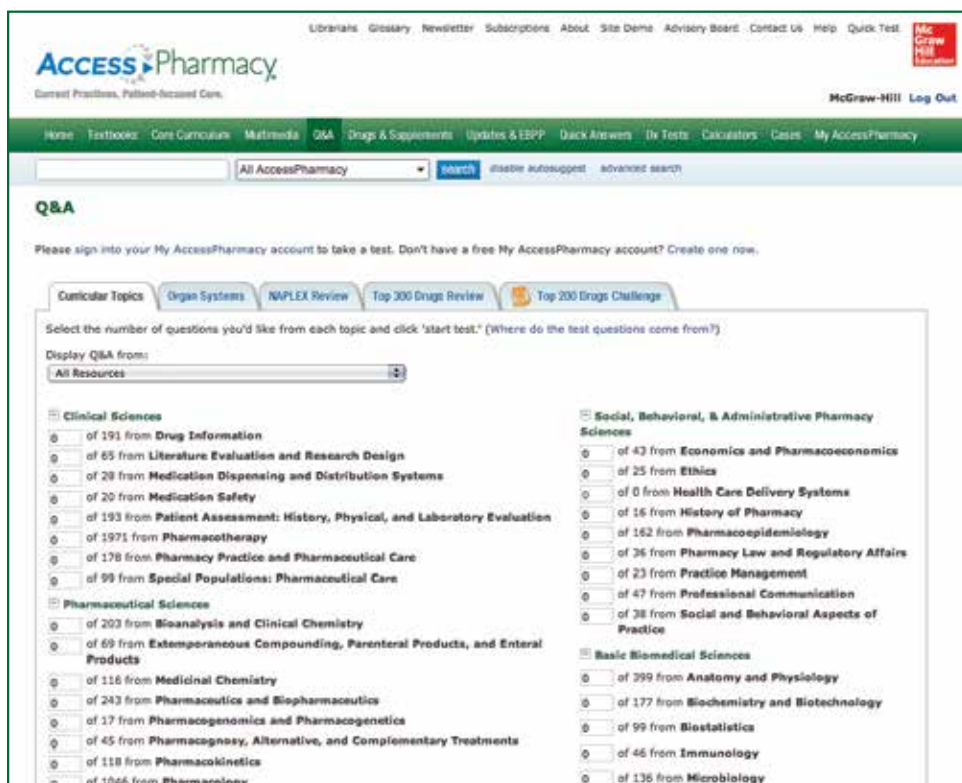 Librarians Glossary Newsletter Subscriptions About Site Demo Advisory Board Contact Us Help Quick Test
Mc
Graw
Hill
Education
ACCESS Pharmacy
Current Practices, Patient-focused Care.
McGraw-Hill Log Out
Home Textbooks Core Curriculum Multimedia Q&A Drugs & Supplements Updates & EBPP Quick Answers Dx Tests Calculators Cases My AccessPharmacy
All AccessPharmacy search disable autosuggest advanced search
Q&A
Please sign into your My AccessPharmacy account to take a test. Don't have a free My AccessPharmacy account? Create one now.
Curricular Topics Organ Systems NAPLEX Review Top 300 Drugs Review Top 200 Drugs Challenge
Select the number of questions you'd like from each topic and click 'start test.' (Where do the test questions come from?)
Display Q&A from:
All Resources
Clinical Sciences
0 of 191 from Drug Information
0 of 65 from Literature Evaluation and Research Design
0 of 28 from Medication Dispensing and Distribution Systems
0 of 20 from Medication Safety
0 of 193 from Patient Assessment: History, Physical, and Laboratory Evaluation
0 of 1971 from Pharmacotherapy
0 of 178 from Pharmacy Practice and Pharmaceutical Care
0 of 99 from Special Populations: Pharmaceutical Care
Pharmaceutical Sciences
0 of 203 from Bioanalysis and Clinical Chemistry
0 of 69 from Extemporaneous Compounding, Parenteral Products, and Enteral
Products
0 of 116 from Medicinal Chemistry
0 of 243 from Pharmaceutics and Biopharmaceutics
0 of 17 from Pharmacogenomics and Pharmacogenetics
0 of 45 from Pharmacognosy, Alternative, and Complementary Treatments
0 of 118 from Pharmacokinetics
0 of 1046 from Pharmacology
Social, Behavioral, & Administrative Pharmacy
Sciences
0 of 43 from Economics and Pharmacoeconomics
0 of 25 from Ethics
0 of 0 from Health Care Delivery Systems
0 of 16 from History of Pharmacy
0 of 162 from Pharmacoepidemiology
0 of 36 from Pharmacy Law and Regulatory Affairs
0 of 23 from Practice Management
0 of 47 from Professional Communication
0 of 38 from Social and Behavioral Aspects of
Practice
Basic Biomedical Sciences
0 of 399 from Anatomy and Physiology
0 of 177 from Biochemistry and Biotechnology
0 of 99 from Biostatistics
0 of 46 from Immunology
0 of 136 from Microbiology